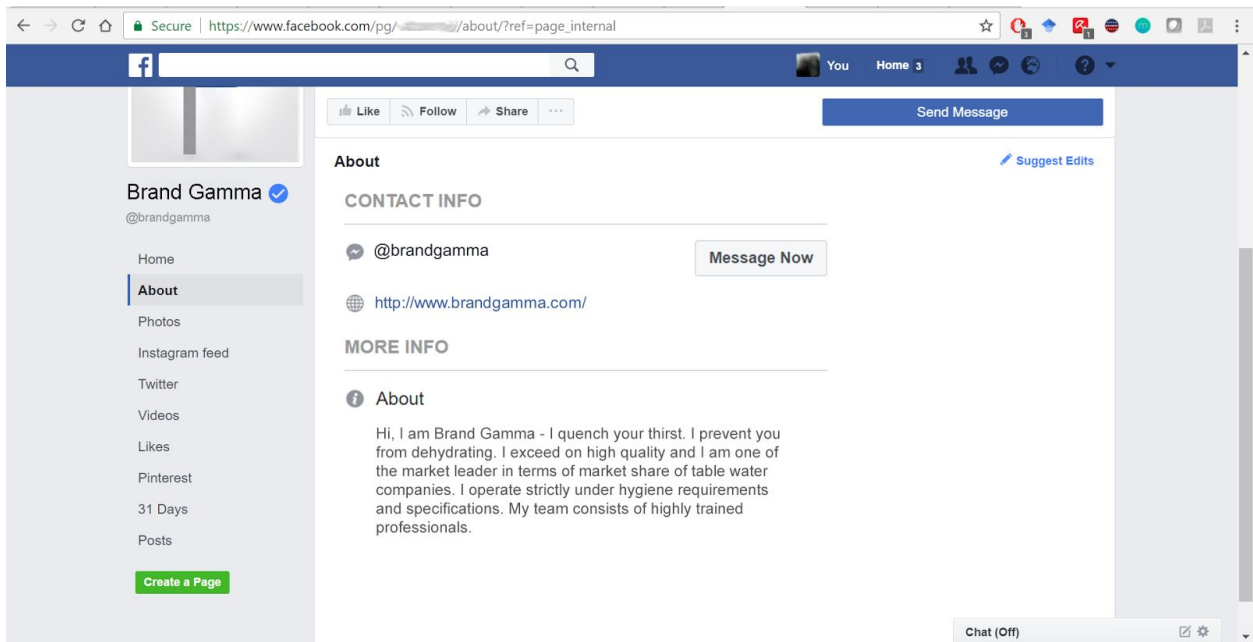 Secure | https://www.facebook.com/pg/ /about/?ref=page_internal
3
1
f
You Home 3
Like Follow Share ...
Send Message
About
Suggest Edits
Brand Gamma
@brandgamma
Home
About
Photos
Instagram feed
Twitter
Videos
Likes
Pinterest
31 Days
Posts
Create a Page
CONTACT INFO
@brandgamma
Message Now
http://www.brandgamma.com/
MORE INFO
About
Hi, I am Brand Gamma - I quench your thirst. I prevent you
from dehydrating. I exceed on high quality and I am one of
the market leader in terms of market share of table water
companies. I operate strictly under hygiene requirements
and specifications. My team consists of highly trained
professionals.
Chat (Off)